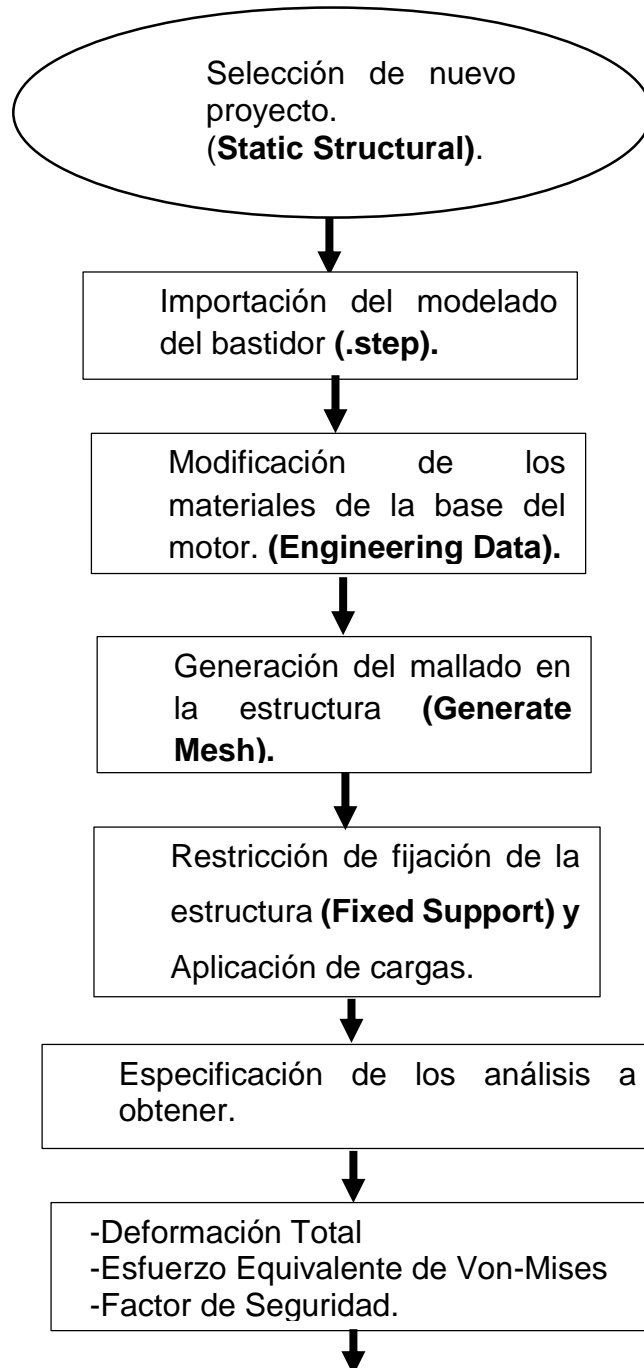 Selección de nuevo
proyecto.
(Static Structural).
Importación del modelado
del bastidor (.step).
Modificación de los
materiales de la base del
motor. (Engineering Data).
Generación del mallado en
la estructura (Generate
Mesh).
Restricción de fijación de la
estructura (Fixed Support) y
Aplicación de cargas.
Especificación de los análisis a
obtener.
-Deformación Total
-Esfuerzo Equivalente de Von-Mises
-Factor de Seguridad.